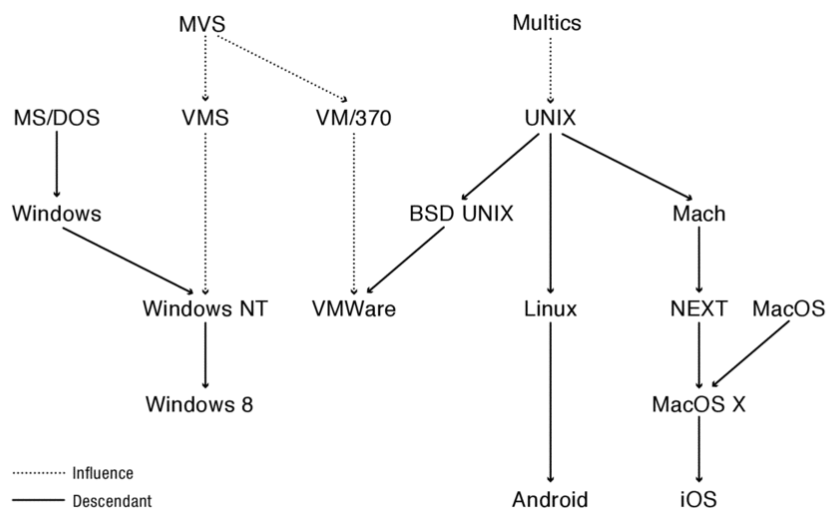 MVS
Multics
MS/DOS
VMS
VM/370
UNIX
Windows
BSD UNIX
Mach
Windows NT
VMWare
Linux
NEXT
MacOS
Windows 8
MacOS X
Influence
Descendant
Android
iOS